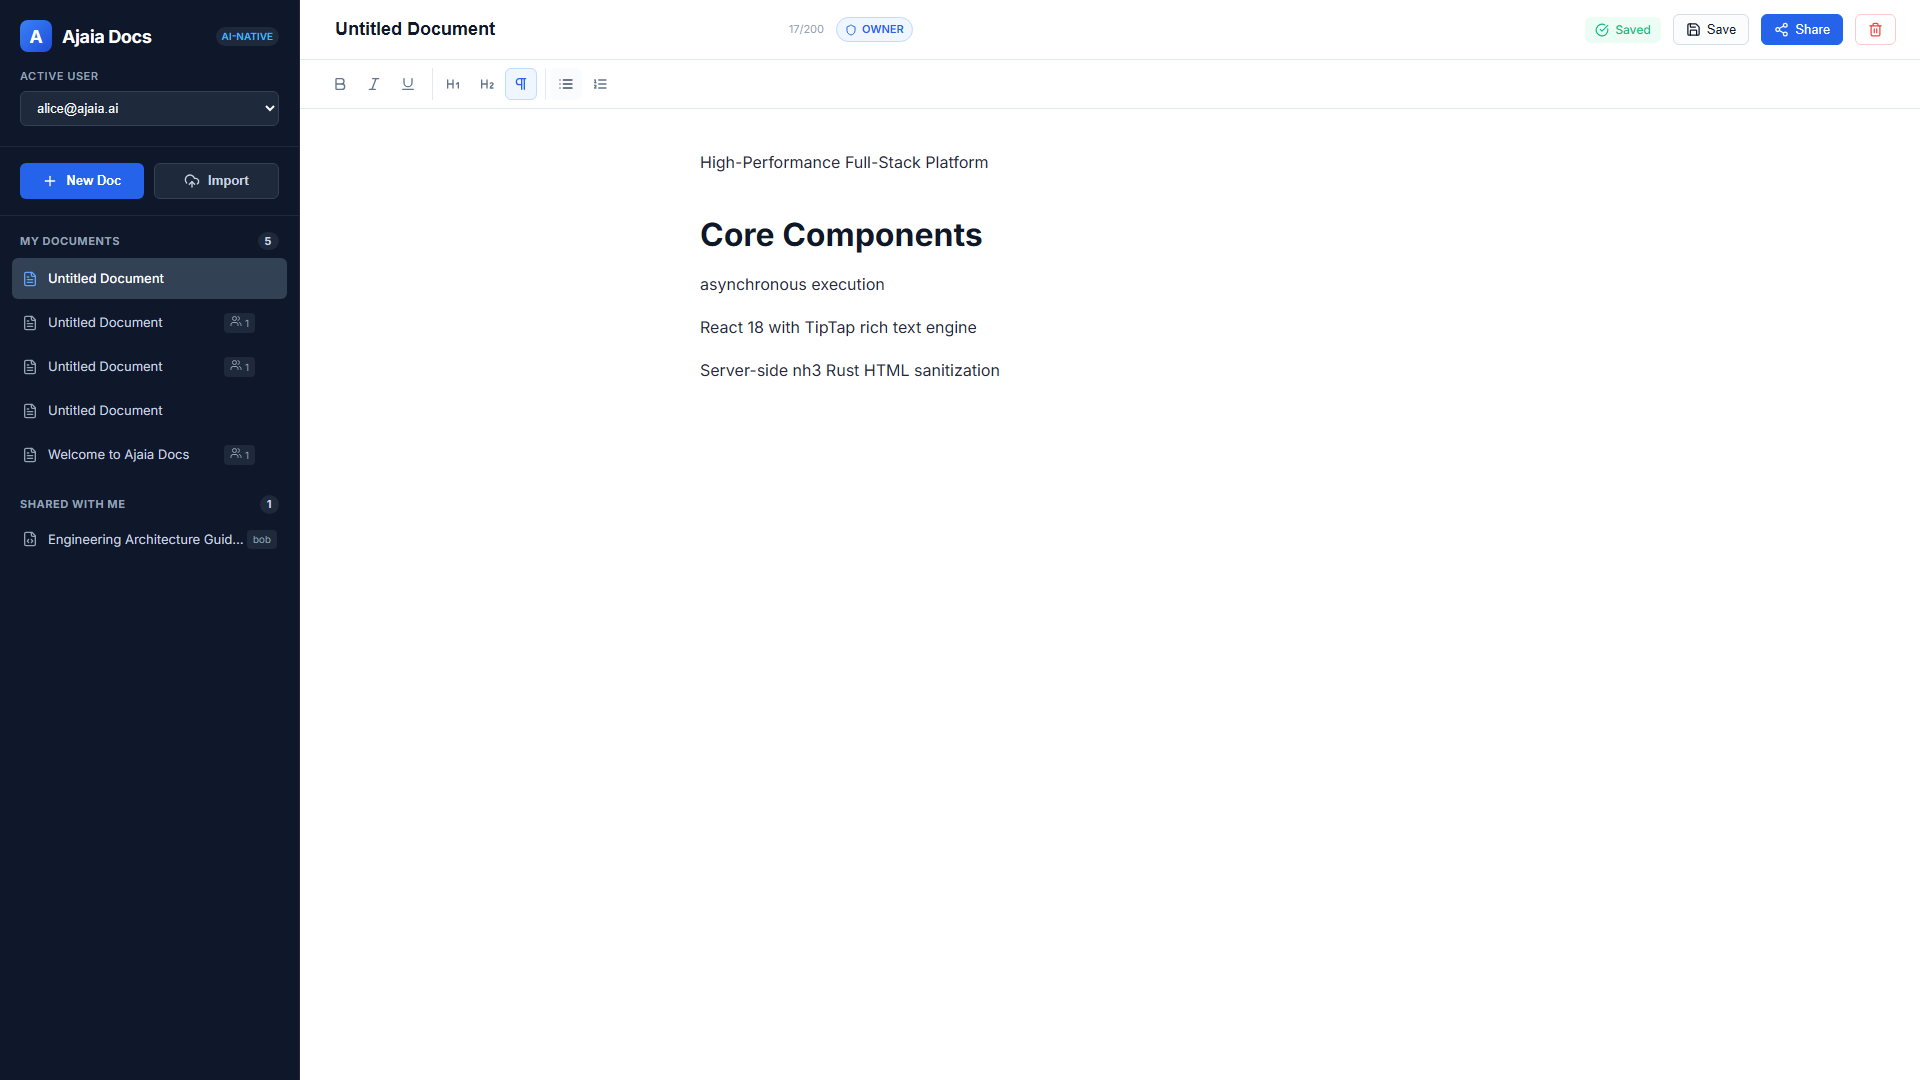 A Ajaia Docs AI-NATIVE
ACTIVE USER
alice@ajaia.ai
New Doc Import
MY DOCUMENTS 5
Untitled Document
Untitled Document 1
Untitled Document 1
Untitled Document
Welcome to Ajaia Docs 1
SHARED WITH ME 1
Engineering Architecture Guid... bob
Untitled Document 17/200 OWNER Saved Save Share
B I U H1 H2 ¶
High-Performance Full-Stack Platform
Core Components
asynchronous execution
React 18 with TipTap rich text engine
Server-side nh3 Rust HTML sanitization